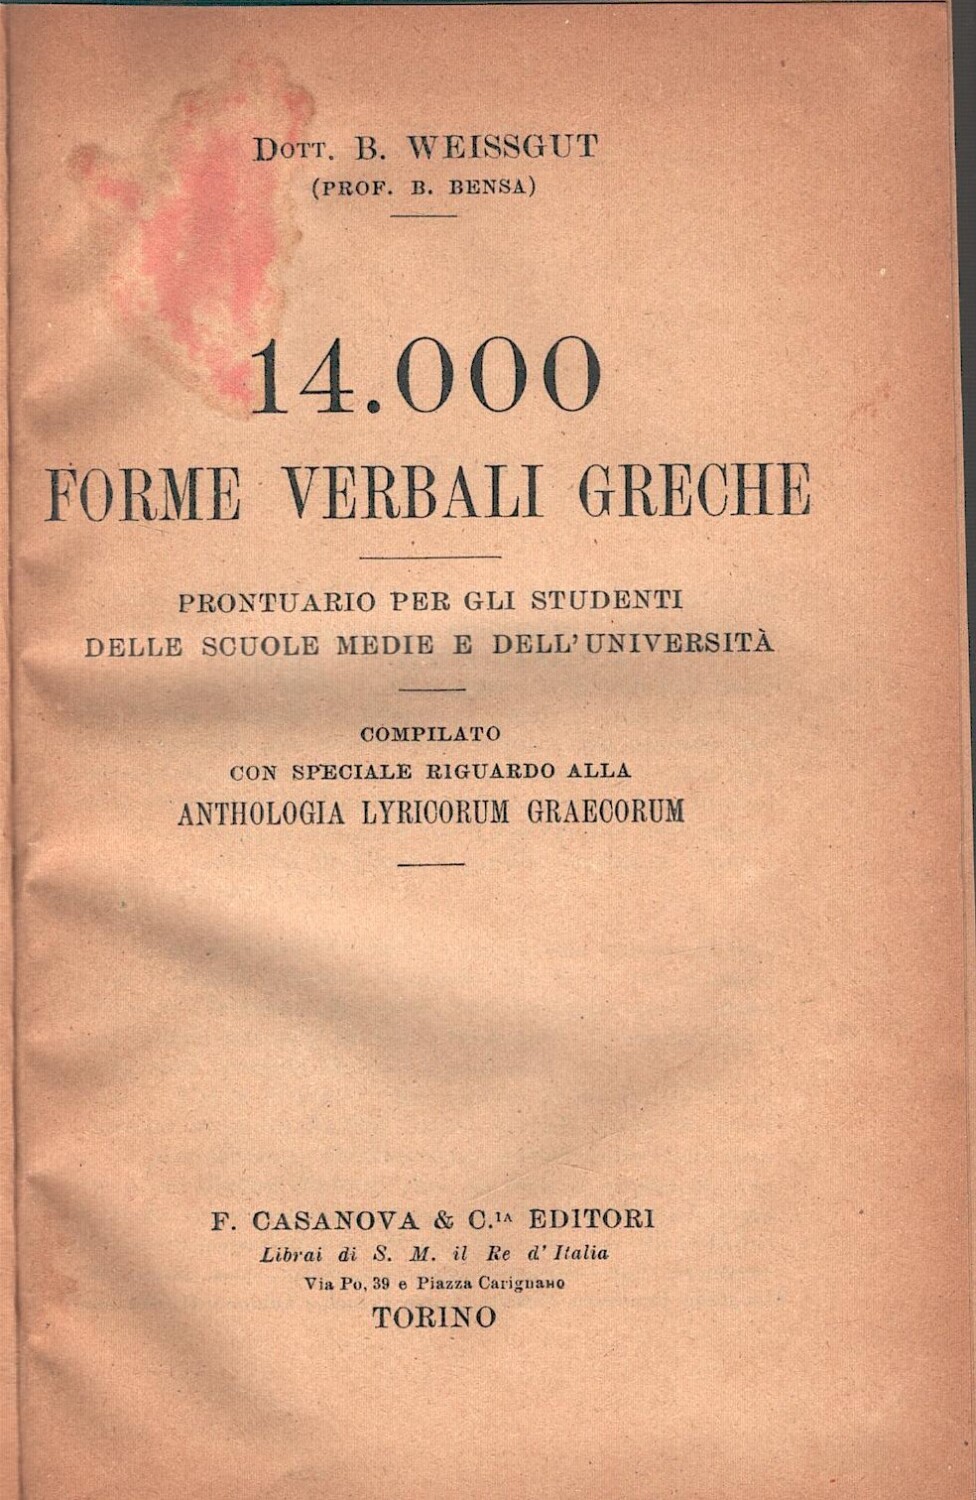 Dott. B. WEISSGUT
(PROF. B. BENSA)
14.000
FORME VERBALI GRECHE
PRONTUARIO PER GLI STUDENTI
DELLE SCUOLE MEDIE E DELL'UNIVERSITÀ
COMPILATO
CON SPECIALE RIGUARDO ALLA
ANTHOLOGIA LYRICORUM GRAECORUM
F. CASANOVA & C.IA EDITORI
Librai di S. M. il Re d'Italia
Via Po, 39 e Piazza Carignano
TORINO